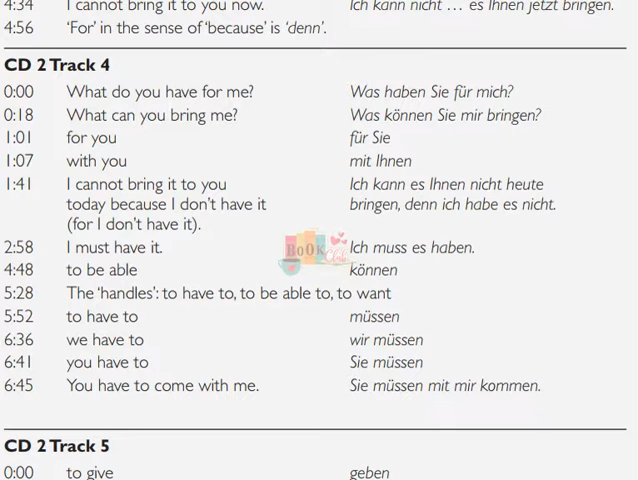 4:34 I cannot bring it to you now. Ich kann nicht … es Ihnen jetzt bringen.
4:56 ‘For’ in the sense of ‘because’ is ‘denn’.
CD 2 Track 4
0:00 What do you have for me? Was haben Sie für mich?
0:18 What can you bring me? Was können Sie mir bringen?
1:01 for you für Sie
1:07 with you mit Ihnen
1:41 I cannot bring it to you Ich kann es Ihnen nicht heute
today because I don’t have it bringen, denn ich habe es nicht.
(for I don’t have it).
2:58 I must have it. Ich muss es haben.
BOOK
Club
4:48 to be able können
5:28 The ‘handles’: to have to, to be able to, to want
5:52 to have to müssen
6:36 we have to wir müssen
6:41 you have to Sie müssen
6:45 You have to come with me. Sie müssen mit mir kommen.
CD 2 Track 5
0:00 to give geben